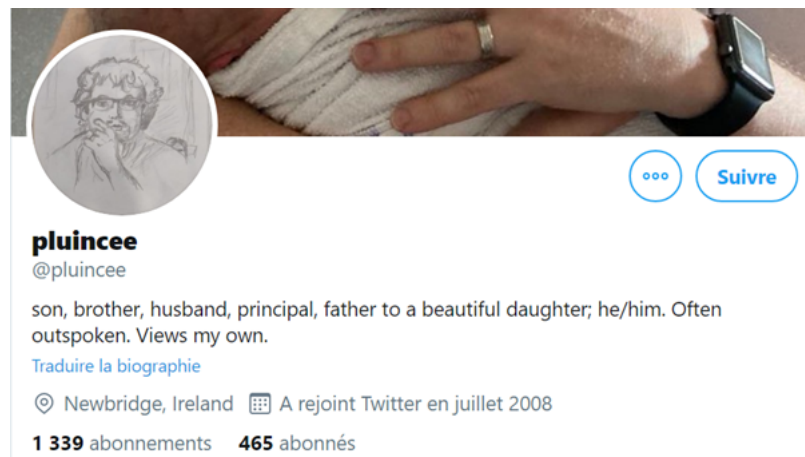 Suivre
pluincee
@pluincee
son, brother, husband, principal, father to a beautiful daughter; he/him. Often
outspoken. Views my own.
Traduire la biographie
Newbridge, Ireland A rejoint Twitter en juillet 2008
1 339 abonnements 465 abonnés